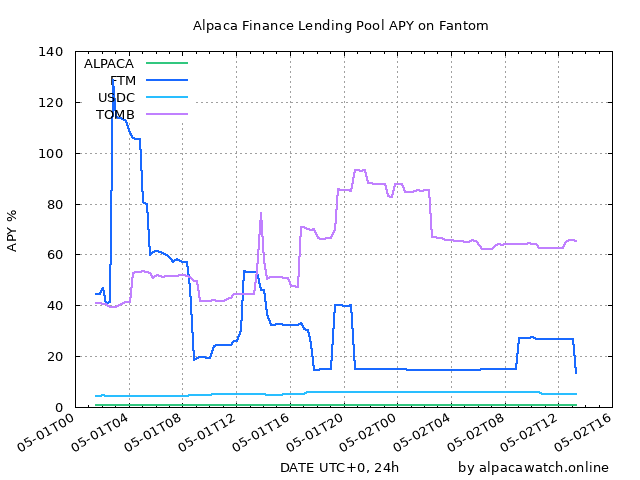 Alpaca Finance Lending Pool APY on Fantom
140
120
100
80
60
40
20
0
APY %
ALPACA
FTM
USDC
TOMB
05-01T00
05-01T04
05-01T08
05-01T12
05-01T16
05-01T20
05-02T00
05-02T04
05-02T08
05-02T12
05-02T16
DATE UTC+0, 24h
by alpacawatch.online